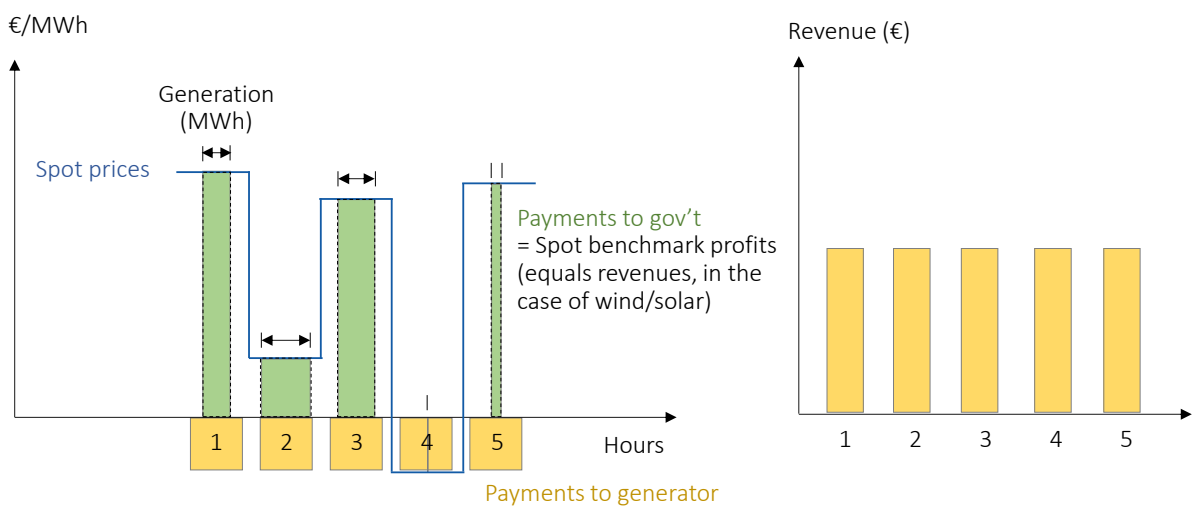 €/MWh
Generation
(MWh)
Spot prices
Payments to gov't
= Spot benchmark profits
(equals revenues, in the
case of wind/solar)
1 2 3 4 5
Hours
Payments to generator
Revenue (€)
1 2 3 4 5